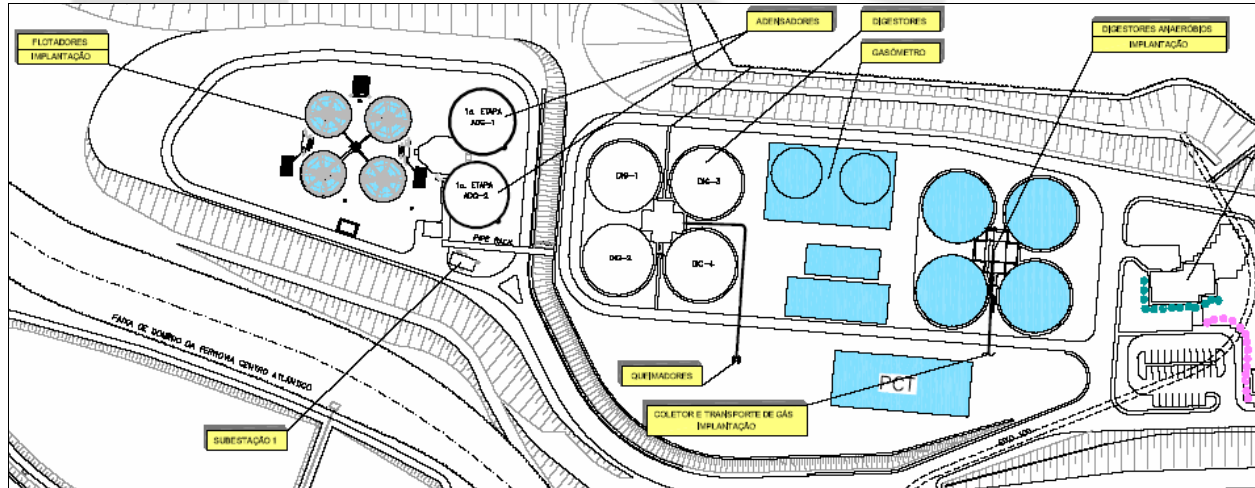 FLOTADORES
IMPLANTAÇÃO
ADENSADORES
DIGESTORES
GASÔMETRO
DIGESTORES ANAERÓBIOS
IMPLANTAÇÃO
1a. ETAPA
ADG-1
1a. ETAPA
ADG-2
DIG-1
DIG-3
DIG-2
DIG-4
PIPE RACK
FAIXA DE DOMÍNIO DA FERROVIA CENTRO ATLÂNTICO
SUBESTAÇÃO 1
QUEIMADORES
COLETOR E TRANSPORTE DE GÁS
IMPLANTAÇÃO
PCT